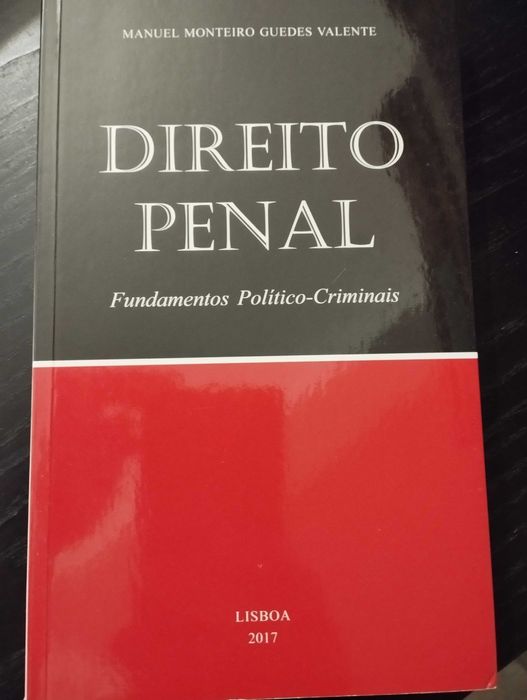 MANUEL MONTEIRO GUEDES VALENTE
DIREITO
PENAL
Fundamentos Político-Criminais
LISBOA
2017